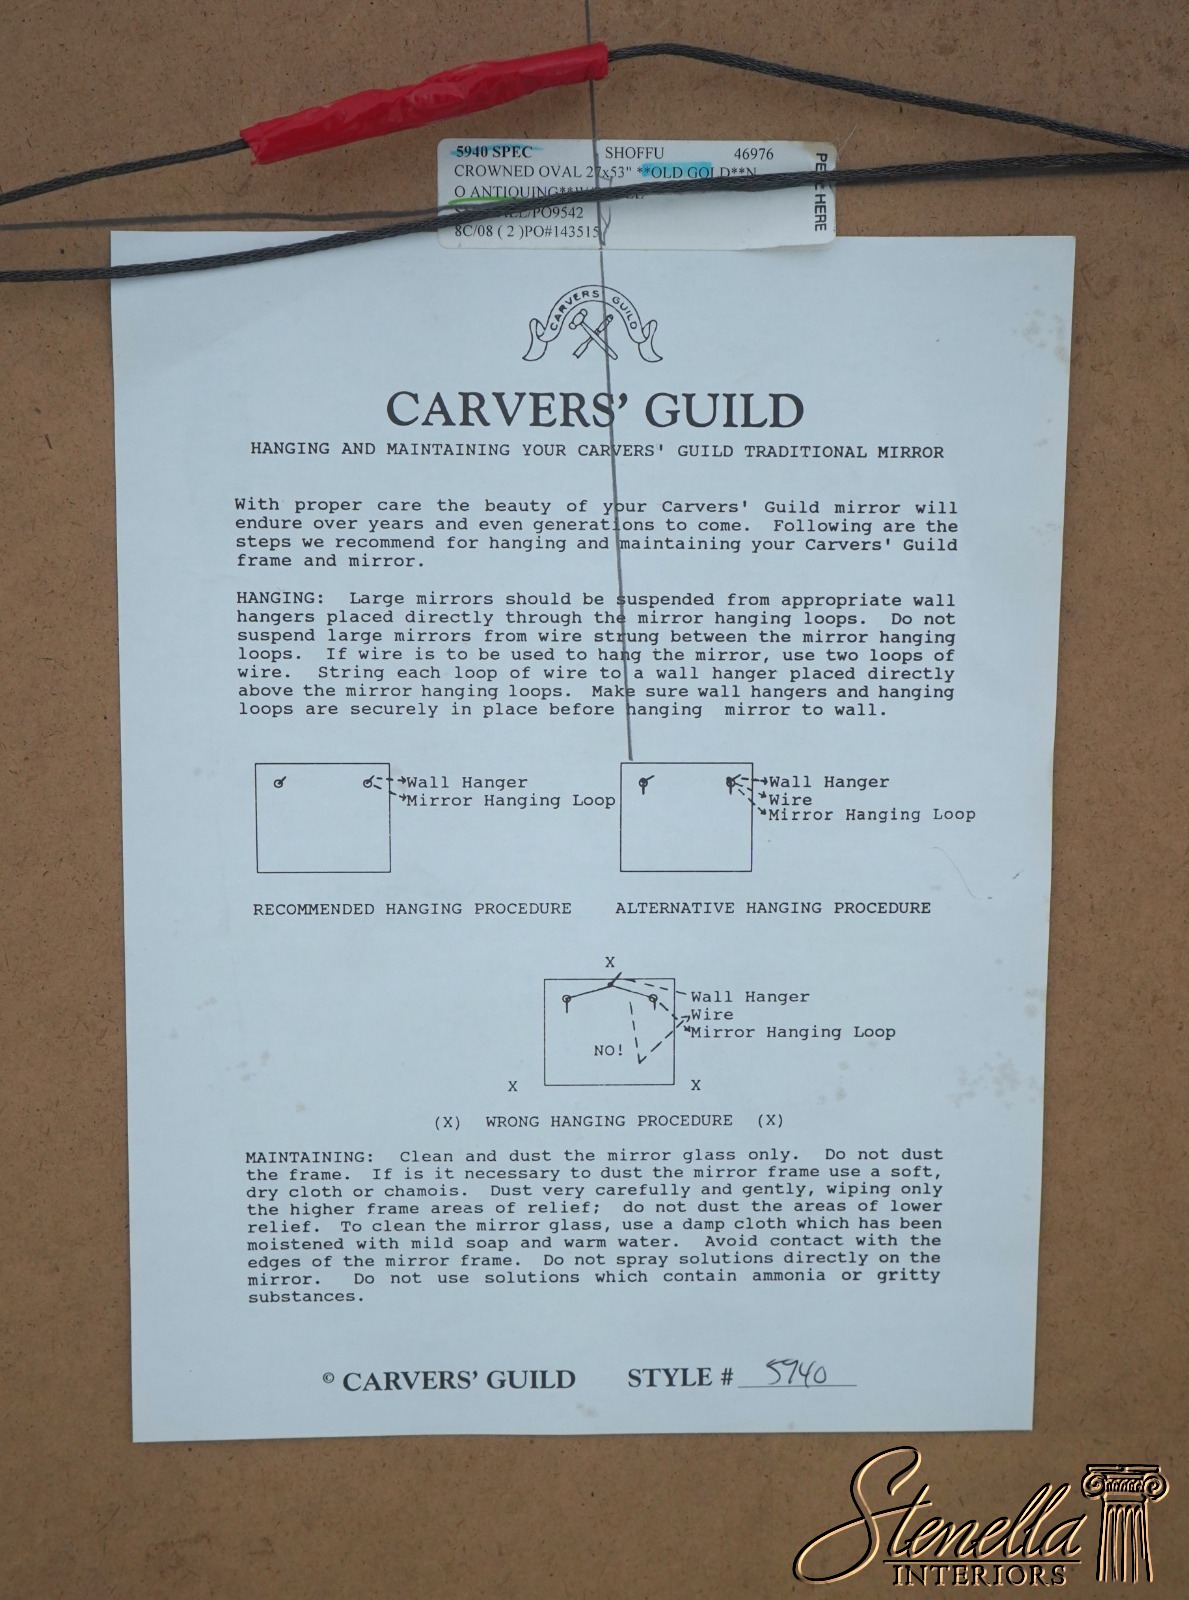 5940 SPEC SHOFFU 46976
CROWNED OVAL 27x53" **OLD GOLD**N
O ANTIQUING**
/PO9542
8C/08 ( 2 )PO#143515
HERE
CARVERS GUILD
CARVERS' GUILD
HANGING AND MAINTAINING YOUR CARVERS' GUILD TRADITIONAL MIRROR
With proper care the beauty of your Carvers' Guild mirror will
endure over years and even generations to come. Following are the
steps we recommend for hanging and maintaining your Carvers' Guild
frame and mirror.
HANGING: Large mirrors should be suspended from appropriate wall
hangers placed directly through the mirror hanging loops. Do not
suspend large mirrors from wire strung between the mirror hanging
loops. If wire is to be used to hang the mirror, use two loops of
wire. String each loop of wire to a wall hanger placed directly
above the mirror hanging loops. Make sure wall hangers and hanging
loops are securely in place before hanging mirror to wall.
Wall Hanger
Mirror Hanging Loop
RECOMMENDED HANGING PROCEDURE
Wall Hanger
Wire
Mirror Hanging Loop
ALTERNATIVE HANGING PROCEDURE
X
Wall Hanger
Wire
Mirror Hanging Loop
NO!
X X
(X) WRONG HANGING PROCEDURE (X)
MAINTAINING: Clean and dust the mirror glass only. Do not dust
the frame. If is it necessary to dust the mirror frame use a soft,
dry cloth or chamois. Dust very carefully and gently, wiping only
the higher frame areas of relief; do not dust the areas of lower
relief. To clean the mirror glass, use a damp cloth which has been
moistened with mild soap and warm water. Avoid contact with the
edges of the mirror frame. Do not spray solutions directly on the
mirror. Do not use solutions which contain ammonia or gritty
substances.
© CARVERS' GUILD STYLE # 5940
Stenella
INTERIORS